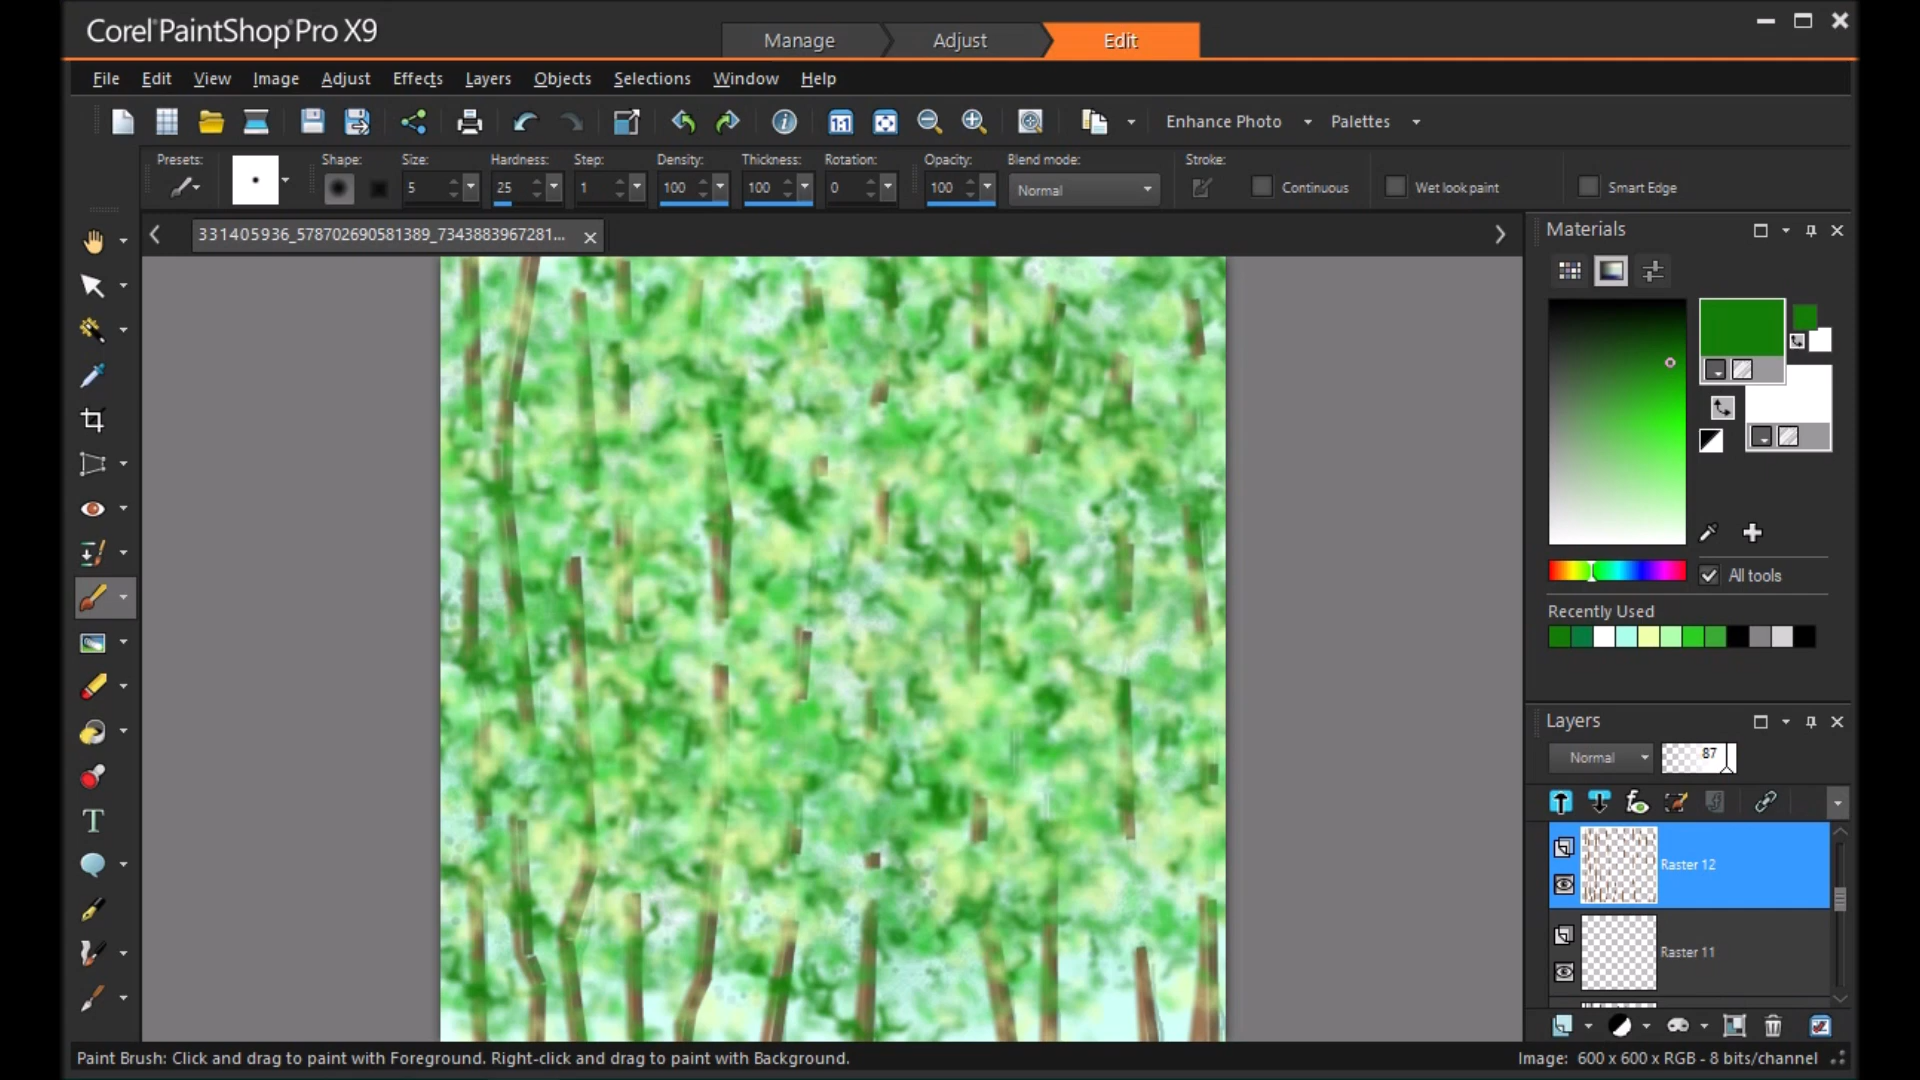 Corel PaintShop Pro X9
Manage Adjust Edit
File Edit View Image Adjust Effects Layers Objects Selections Window Help
1:1 Enhance Photo Palettes
Presets: Shape: Size: Hardness: Step: Density: Thickness: Rotation: Opacity: Blend mode: Stroke:
5 25 1 100 100 0 100 Normal Continuous Wet look paint Smart Edge
331405936_578702690581389_7343883967281...
Materials
All tools
Recently Used
Layers
Normal 87
Raster 12
Raster 11
Paint Brush: Click and drag to paint with Foreground. Right-click and drag to paint with Background.
Image: 600 x 600 x RGB - 8 bits/channel